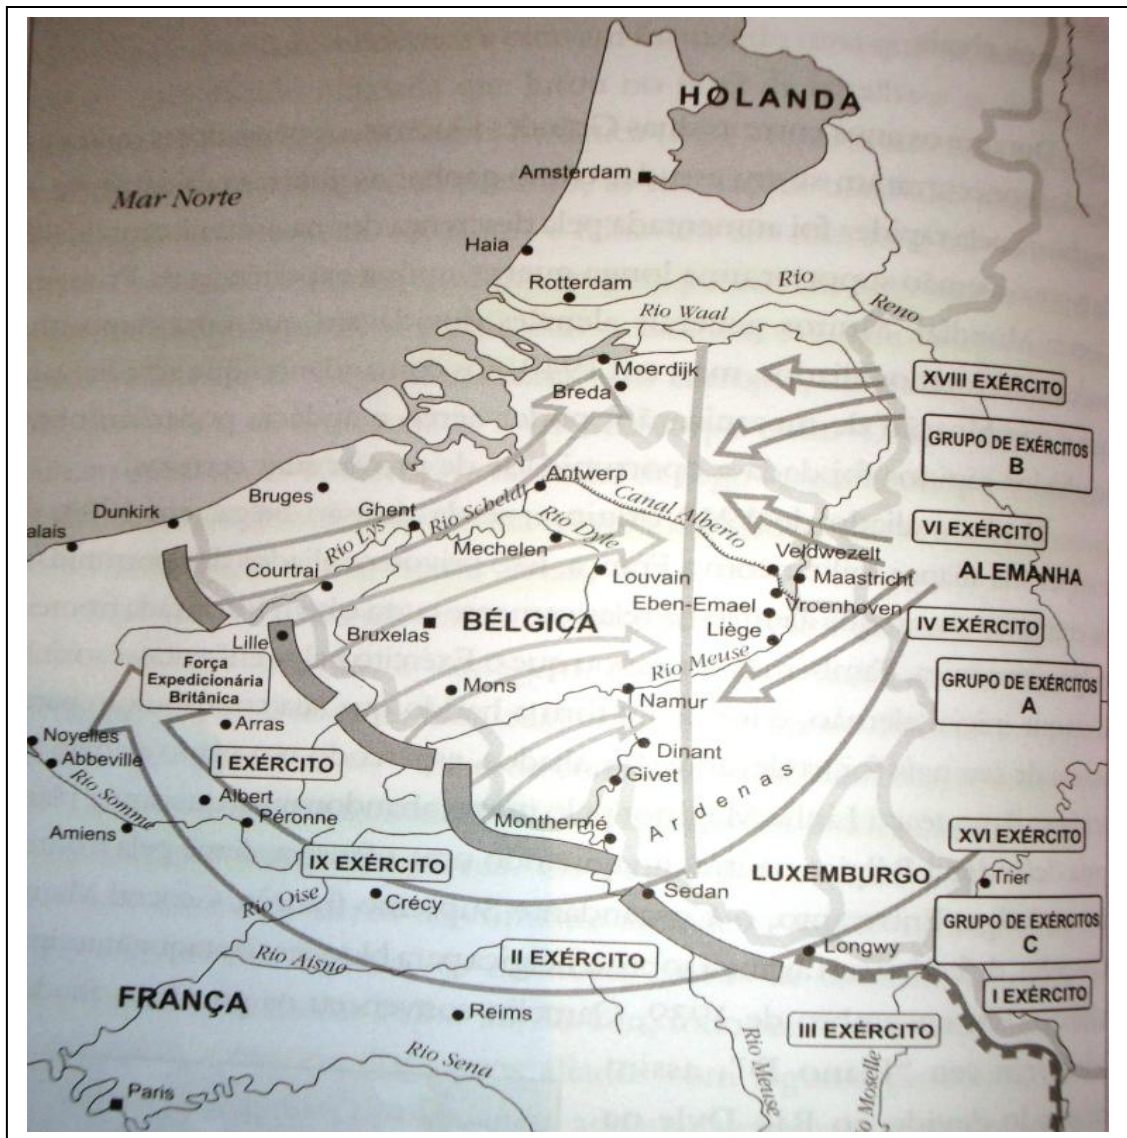 HOLANDA
Amsterdam
Mar Norte
Haia
Rotterdam
Rio
Reno
Rio Waal
Moerdijk
Breda
XVIII EXÉRCITO
GRUPO DE EXÉRCITOS
B
Bruges
Antwerp
Dunkirk
Ghent
Rio Scheldt
Canal Alberto
alais
Rio Lys
Mechelen
Rio Dyle
VI EXÉRCITO
Veldwezelt
ALEMANHA
Courtrai
Louvain
Maastricht
Eben-Emael
Vroenhoven
IV EXÉRCITO
Lille
Bruxelas
BÉLGICA
Liège
Força
Expedicionária
Britânica
Rio Meuse
GRUPO DE EXÉRCITOS
A
Mons
Namur
Arras
Noyelles
Abbeville
I EXÉRCITO
Dinant
Givet
Ardenas
Rio Somme
Albert
Péronne
Amiens
Monthermé
XVI EXÉRCITO
IX EXÉRCITO
LUXEMBURGO
Trier
Sedan
Rio Oise
Crécy
GRUPO DE EXÉRCITOS
C
Rio Aisno
II EXÉRCITO
Longwy
FRANÇA
I EXÉRCITO
Reims
III EXÉRCITO
Rio Sena
Rio Meuse
Moselle
Paris